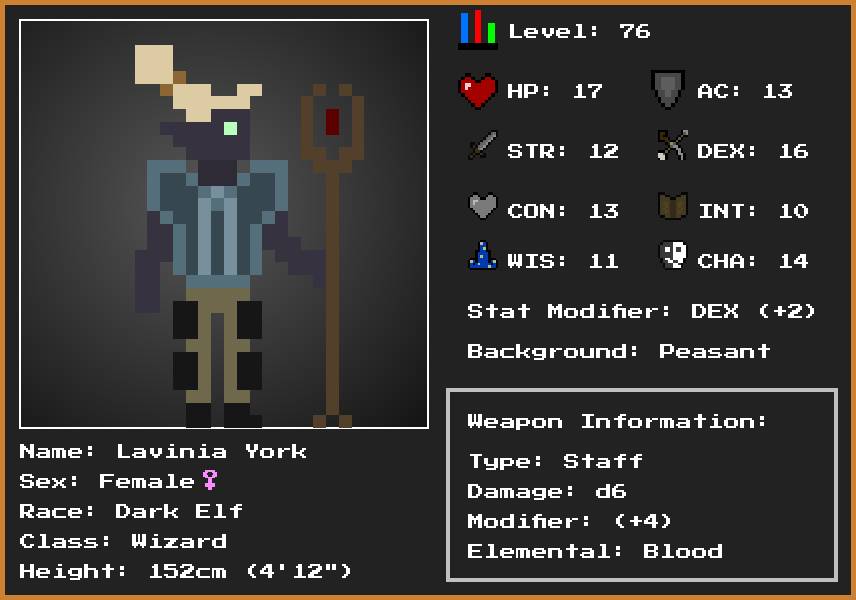 Level: 76
HP: 17
AC: 13
STR: 12
DEX: 16
CON: 13
INT: 10
WIS: 11
CHA: 14
Stat Modifier: DEX (+2)
Background: Peasant
Weapon Information:
Type: Staff
Damage: d6
Modifier: (+4)
Elemental: Blood
Name: Lavinia York
Sex: Female♀
Race: Dark Elf
Class: Wizard
Height: 152cm (4'12")